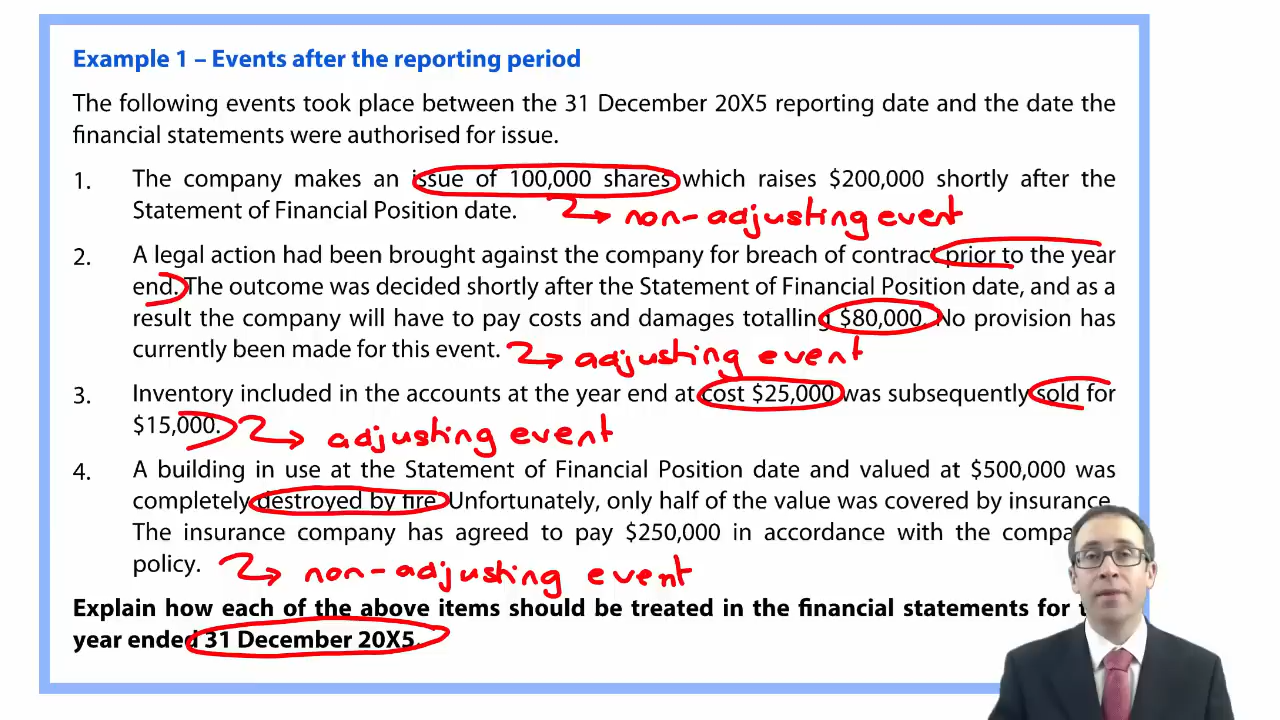 Example 1 – Events after the reporting period
The following events took place between the 31 December 20X5 reporting date and the date the
financial statements were authorised for issue.
1. The company makes an issue of 100,000 shares which raises $200,000 shortly after the
Statement of Financial Position date.
non-adjusting event
2. A legal action had been brought against the company for breach of contract prior to the year
end. The outcome was decided shortly after the Statement of Financial Position date, and as a
result the company will have to pay costs and damages totalling $80,000. No provision has
currently been made for this event.
adjusting event
3. Inventory included in the accounts at the year end at cost $25,000 was subsequently sold for
$15,000.
adjusting event
4. A building in use at the Statement of Financial Position date and valued at $500,000 was
completely destroyed by fire. Unfortunately, only half of the value was covered by insurance.
The insurance company has agreed to pay $250,000 in accordance with the
policy.
non-adjusting event
Explain how each of the above items should be treated in the financial statements for
year ended 31 December 20X5.